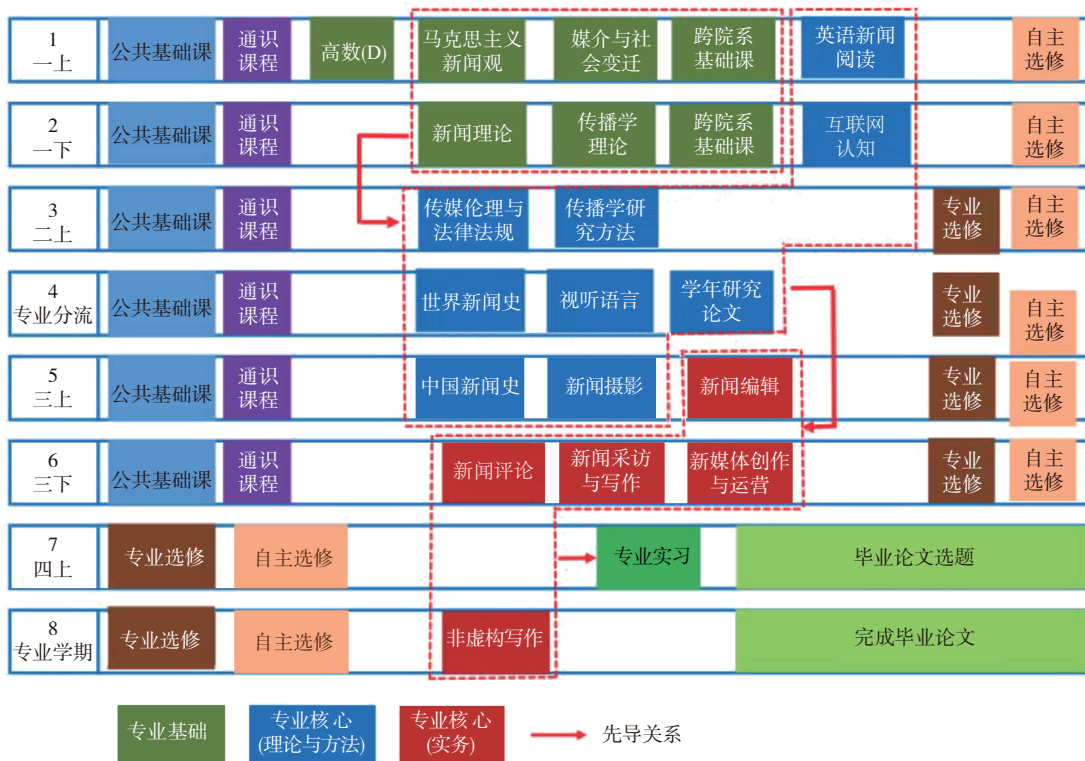 1
一上
公共基础课
通识
课程
高数(D)
马克思主义
新闻观
媒介与社
会变迁
跨院系
基础课
英语新闻
阅读
自主
选修
2
一下
公共基础课
通识
课程
新闻理论
传播学
理论
跨院系
基础课
互联网
认知
自主
选修
3
二上
公共基础课
通识
课程
传媒伦理与
法律法规
传播学研
究方法
专业
选修
自主
选修
4
专业分流
公共基础课
通识
课程
世界新闻史
视听语言
学年研究
论文
专业
选修
自主
选修
5
三上
公共基础课
通识
课程
中国新闻史
新闻摄影
新闻编辑
专业
选修
自主
选修
6
三下
公共基础课
通识
课程
新闻评论
新闻采访
与写作
新媒体创作
与运营
专业
选修
自主
选修
7
四上
专业选修
自主选修
专业实习
毕业论文选题
8
专业学期
专业选修
自主选修
非虚构写作
完成毕业论文
专业基础
专业核心
(理论与方法)
专业核心
(实务)
先导关系